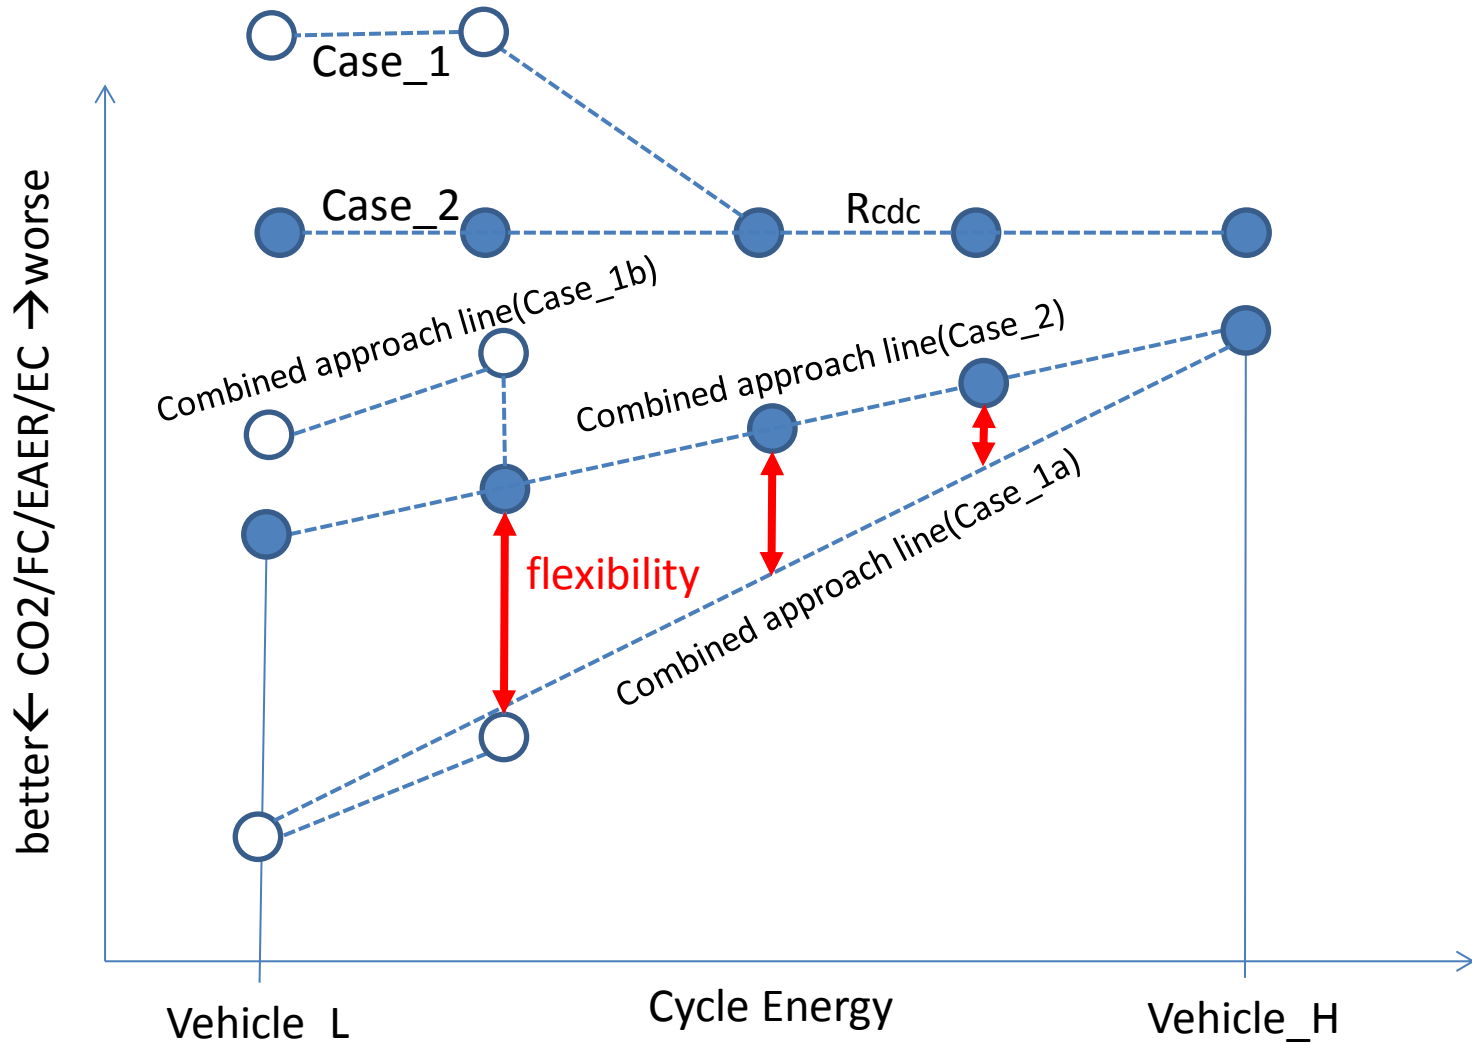 Case_1
Case_2
Rcdc
Combined approach line(Case_1b)
Combined approach line(Case_2)
flexibility
Combined approach line(Case_1a)
better← CO2/FC/EAER/EC →worse
Vehicle_L
Cycle Energy
Vehicle_H